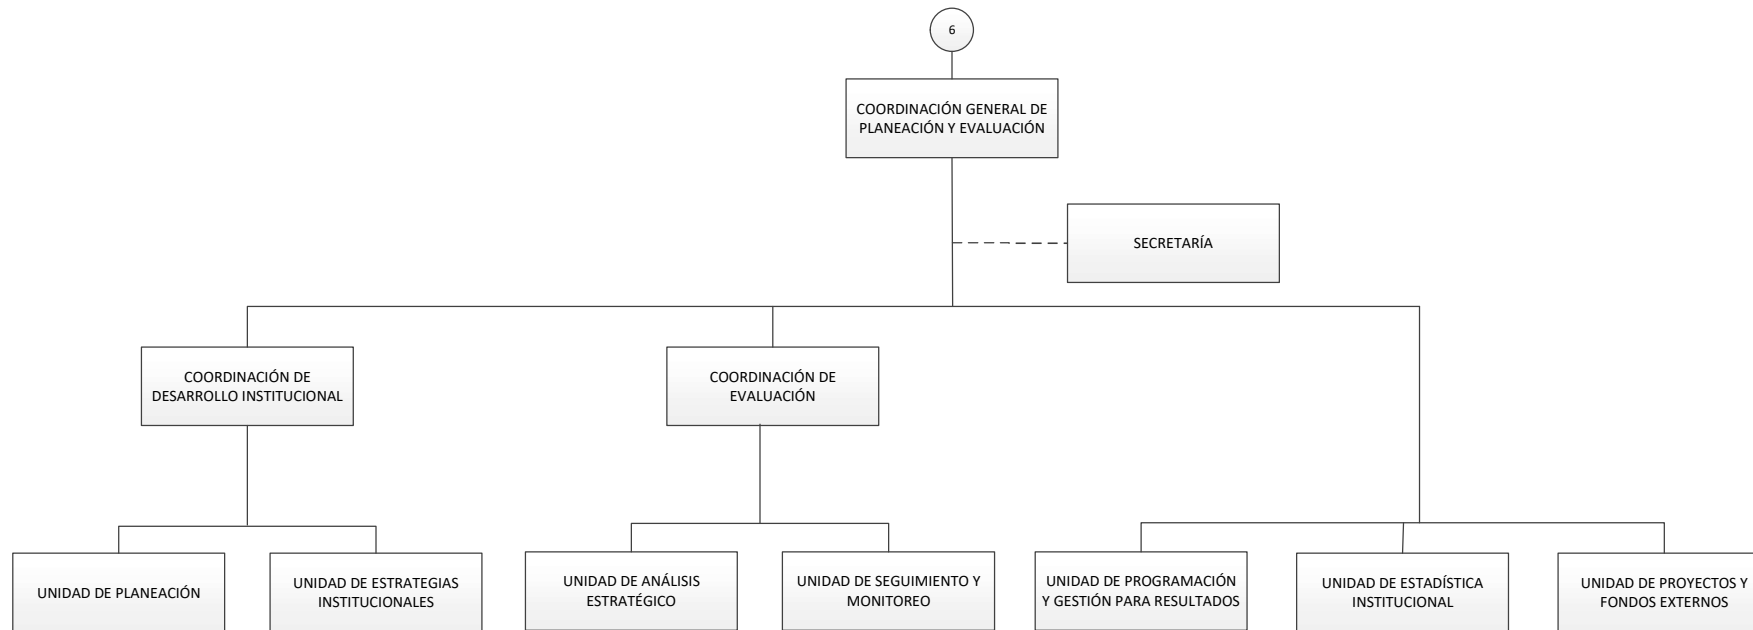 6
COORDINACIÓN GENERAL DE
PLANEACIÓN Y EVALUACIÓN
SECRETARÍA
COORDINACIÓN DE
DESARROLLO INSTITUCIONAL
COORDINACIÓN DE
EVALUACIÓN
UNIDAD DE PLANEACIÓN
UNIDAD DE ESTRATEGIAS
INSTITUCIONALES
UNIDAD DE ANÁLISIS
ESTRATÉGICO
UNIDAD DE SEGUIMIENTO Y
MONITOREO
UNIDAD DE PROGRAMACIÓN
Y GESTIÓN PARA RESULTADOS
UNIDAD DE ESTADÍSTICA
INSTITUCIONAL
UNIDAD DE PROYECTOS Y
FONDOS EXTERNOS